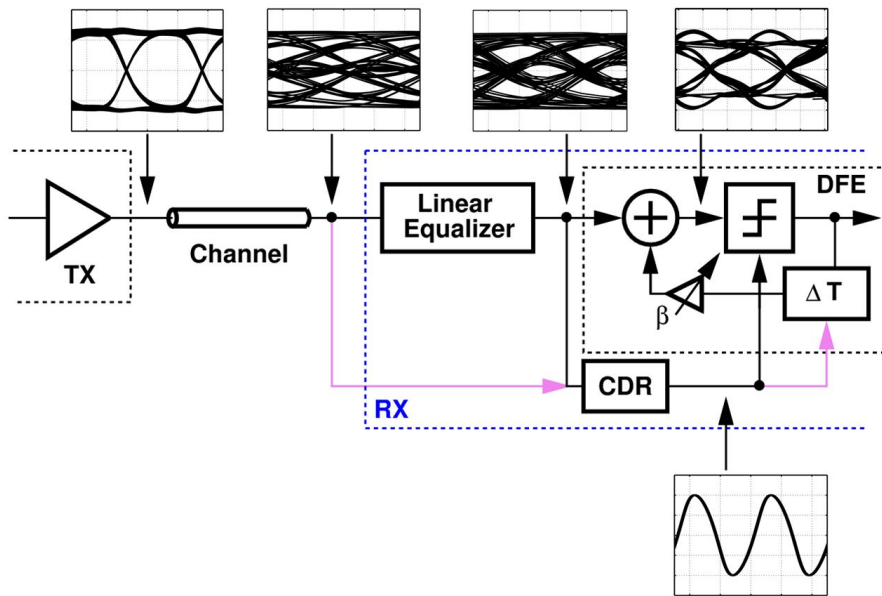 DFE
Linear
Equalizer
TX
Channel
β
Δ T
CDR
RX